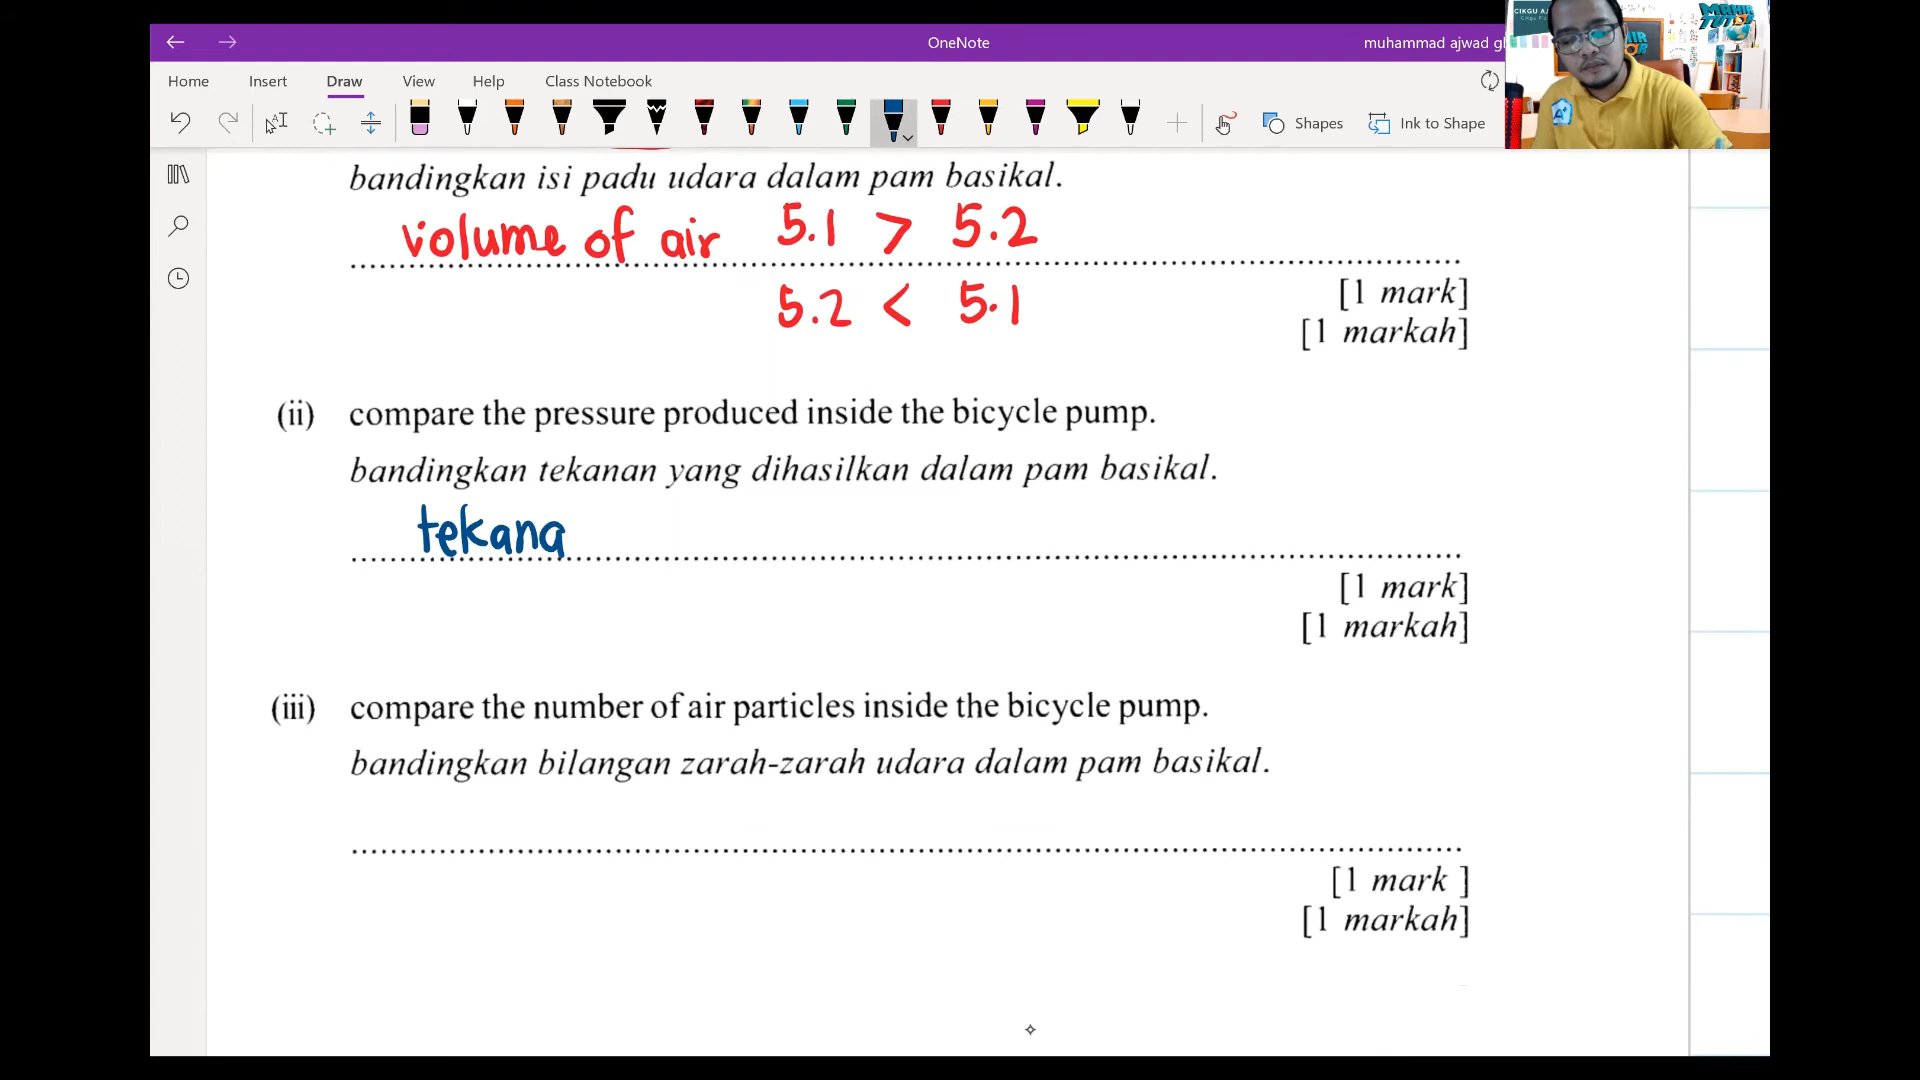 OneNote
muhammad ajwad gh
Home Insert Draw View Help Class Notebook
Shapes Ink to Shape
bandingkan isi padu udara dalam pam basikal.
volume of air 5.1 > 5.2
5.2 < 5.1
[1 mark]
[1 markah]
(ii) compare the pressure produced inside the bicycle pump.
bandingkan tekanan yang dihasilkan dalam pam basikal.
tekana
[1 mark]
[1 markah]
(iii) compare the number of air particles inside the bicycle pump.
bandingkan bilangan zarah-zarah udara dalam pam basikal.
[1 mark ]
[1 markah]